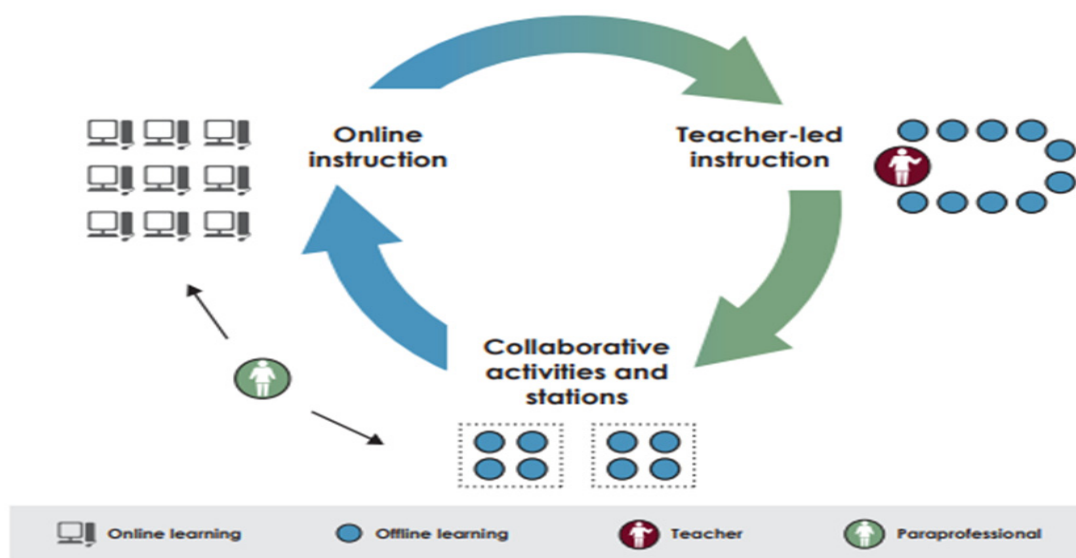 Online
instruction
Teacher-led
instruction
Collaborative
activities and
stations
Online learning
Offline learning
Teacher
Paraprofessional